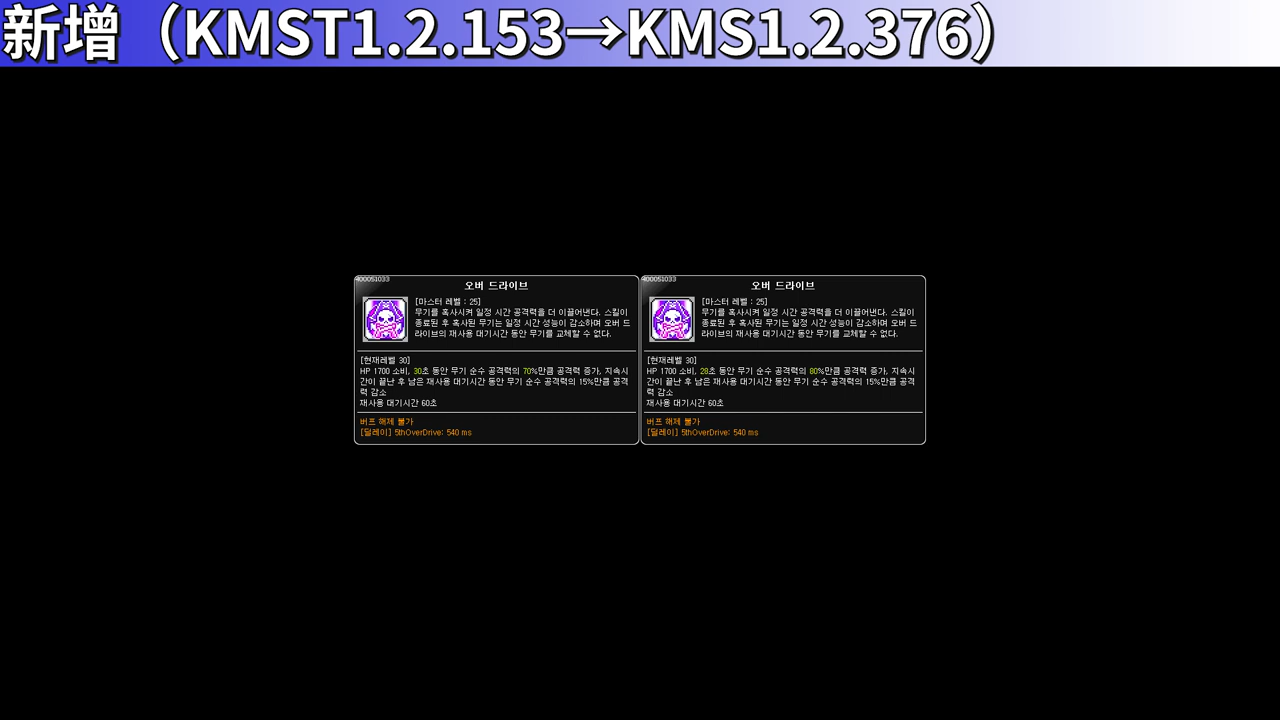 新增（KMST1.2.153→KMS1.2.376）
400051033
오버 드라이브
[마스터 레벨 : 25]
무기를 혹사시켜 일정 시간 공격력을 더 이끌어낸다. 스킬이
종료된 후 혹사된 무기는 일정 시간 성능이 감소하며 오버 드
라이브의 재사용 대기시간 동안 무기를 교체할 수 없다.
[현재레벨 30]
HP 1700 소비, 30초 동안 무기 순수 공격력의 70%만큼 공격력 증가, 지속시
간이 끝난 후 남은 재사용 대기시간 동안 무기 순수 공격력의 15%만큼 공격
력 감소
재사용 대기시간 60초
버프 해제 불가
[딜레이] 5thOverDrive: 540 ms
400051033
오버 드라이브
[마스터 레벨 : 25]
무기를 혹사시켜 일정 시간 공격력을 더 이끌어낸다. 스킬이
종료된 후 혹사된 무기는 일정 시간 성능이 감소하며 오버 드
라이브의 재사용 대기시간 동안 무기를 교체할 수 없다.
[현재레벨 30]
HP 1700 소비, 28초 동안 무기 순수 공격력의 80%만큼 공격력 증가, 지속시
간이 끝난 후 남은 재사용 대기시간 동안 무기 순수 공격력의 15%만큼 공격
력 감소
재사용 대기시간 60초
버프 해제 불가
[딜레이] 5thOverDrive: 540 ms